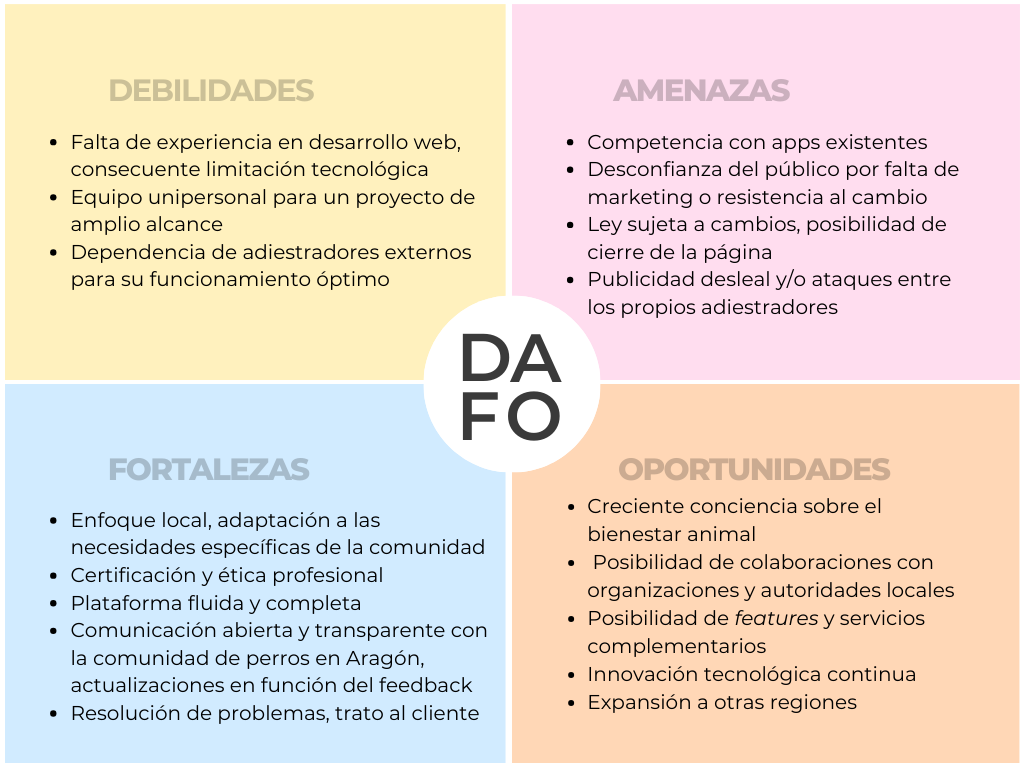 DEBILIDADES
• Falta de experiencia en desarrollo web,
consecuente limitación tecnológica
• Equipo unipersonal para un proyecto de
amplio alcance
• Dependencia de adiestradores externos
para su funcionamiento óptimo
AMENAZAS
• Competencia con apps existentes
• Desconfianza del público por falta de
marketing o resistencia al cambio
• Ley sujeta a cambios, posibilidad de
cierre de la página
• Publicidad desleal y/o ataques entre
los propios adiestradores
DA
FO
FORTALEZAS
• Enfoque local, adaptación a las
necesidades específicas de la comunidad
• Certificación y ética profesional
• Plataforma fluida y completa
• Comunicación abierta y transparente con
la comunidad de perros en Aragón,
actualizaciones en función del feedback
• Resolución de problemas, trato al cliente
OPORTUNIDADES
• Creciente conciencia sobre el
bienestar animal
• Posibilidad de colaboraciones con
organizaciones y autoridades locales
• Posibilidad de features y servicios
complementarios
• Innovación tecnológica continua
• Expansión a otras regiones